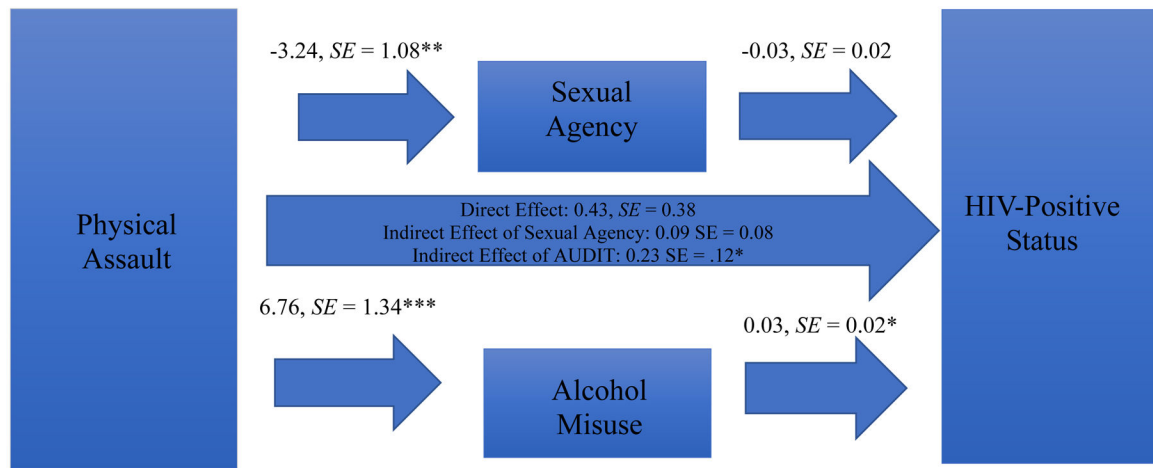 -3.24, SE = 1.08**
-0.03, SE = 0.02
Sexual
Agency
Physical
Assault
Direct Effect: 0.43, SE = 0.38
Indirect Effect of Sexual Agency: 0.09 SE = 0.08
Indirect Effect of AUDIT: 0.23 SE = .12*
HIV-Positive
Status
6.76, SE = 1.34***
0.03, SE = 0.02*
Alcohol
Misuse